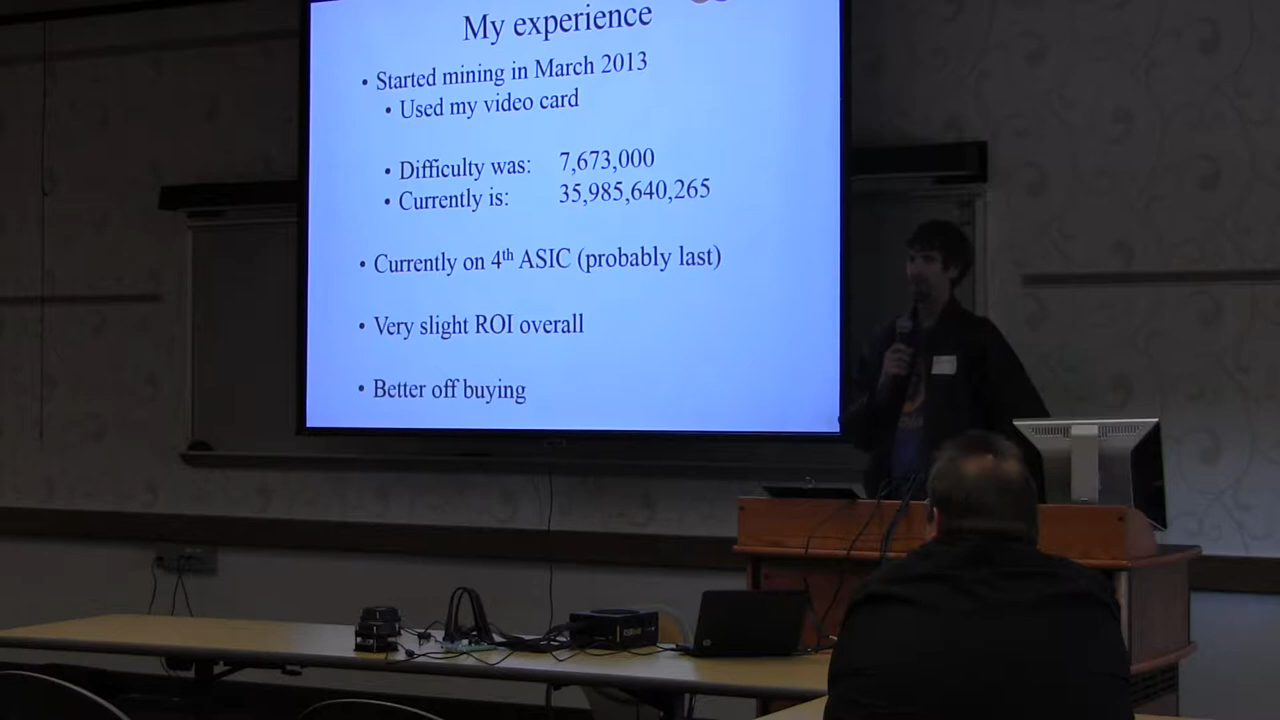 My experience
• Started mining in March 2013
• Used my video card
• Difficulty was: 7,673,000
• Currently is: 35,985,640,265
• Currently on 4th ASIC (probably last)
• Very slight ROI overall
• Better off buying